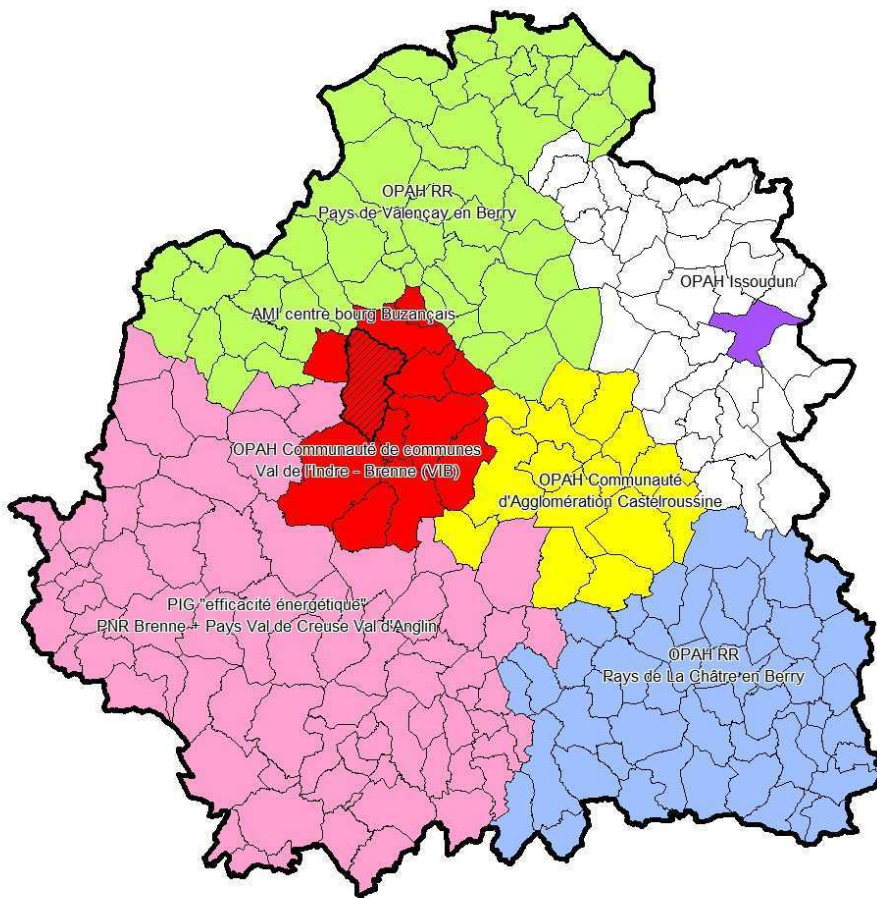 OPAH RR
Pays de Valençay en Berry
OPAH Issoudun
AMI centre bourg Buzançais
OPAH Communauté de communes
Val de l'Indre - Brenne (VIB)
OPAH Communauté
d'Agglomération Castelroussine
PIG "efficacité énergétique"
PNR Brenne + Pays Val de Creuse Val d'Anglin
OPAH RR
Pays de La Châtre en Berry